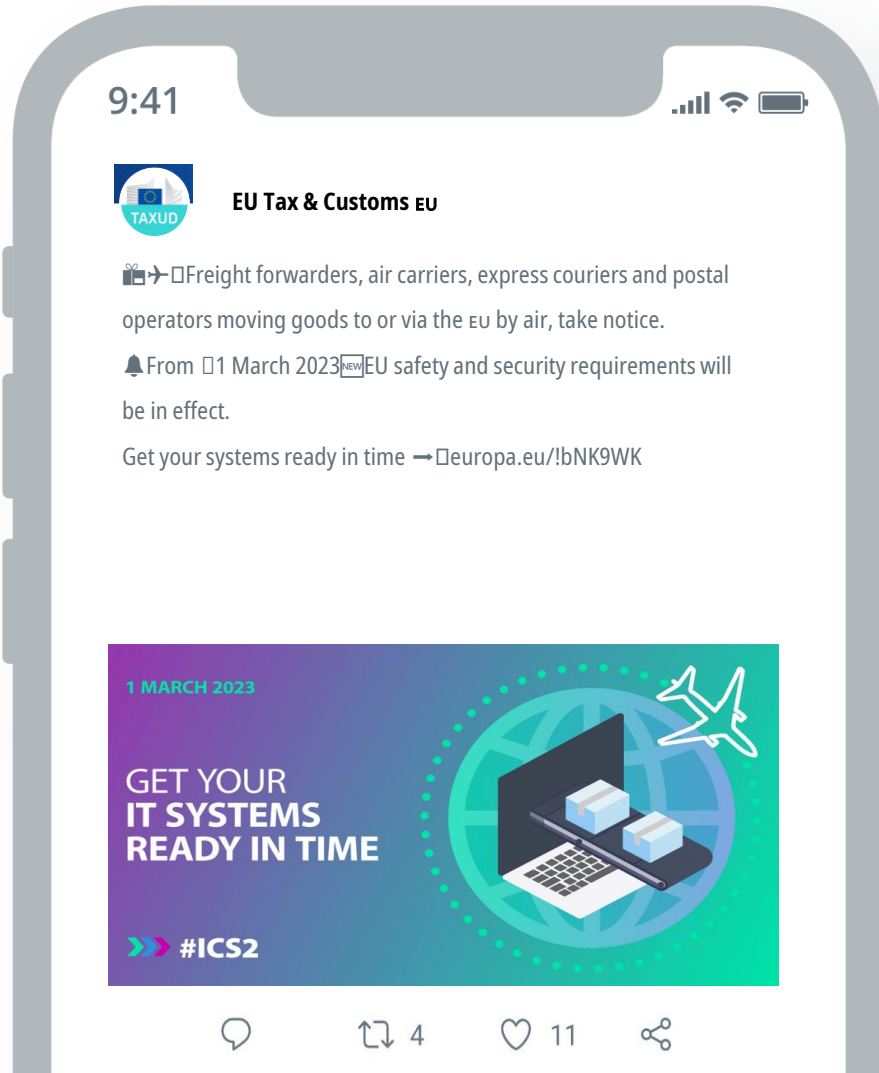 9:41
TAXUD
EU Tax & Customs EU
🎁✈▯Freight forwarders, air carriers, express couriers and postal
operators moving goods to or via the EU by air, take notice.
🔔From ▯1 March 2023🆕EU safety and security requirements will
be in effect.
Get your systems ready in time ➡▯europa.eu/!bNK9WK
1 MARCH 2023
GET YOUR
IT SYSTEMS
READY IN TIME
#ICS2
4 11